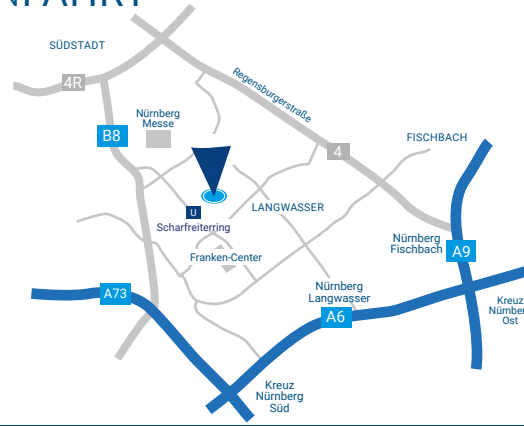 NFAHRT
SÜDSTADT
4R
Regensburgerstraße
Nürnberg
Messe
B8
4
FISCHBACH
U
LANGWASSER
Scharfreiterring
Nürnberg
Fischbach
A9
Franken-Center
Nürnberg
Langwasser
A73
A6
Kreuz
Nürnberg
Ost
Kreuz
Nürnberg
Süd